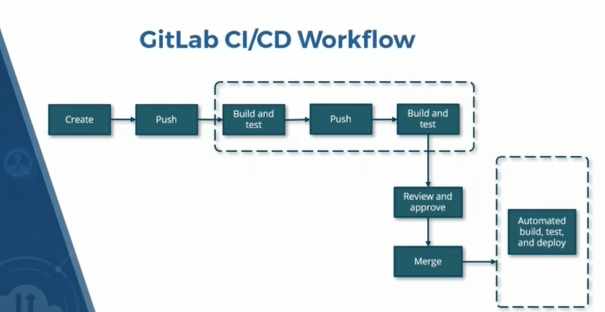 GitLab CI/CD Workflow
Create
Push
Build and
test
Push
Build and
test
Review and
approve
Merge
Automated
build, test,
and deploy